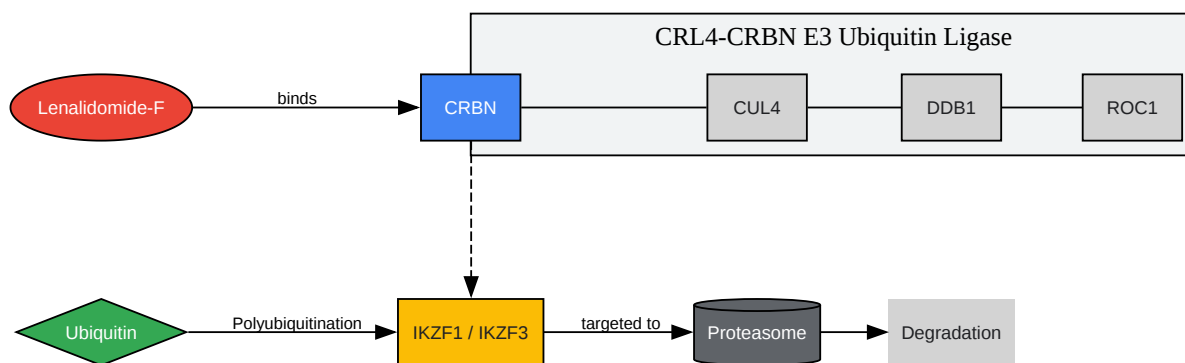 CRL4-CRBN E3 Ubiquitin Ligase
Lenalidomide-F
binds
CRBN
CUL4
DDB1
ROC1
Ubiquitin
Polyubiquitination
IKZF1 / IKZF3
targeted to
Proteasome
Degradation